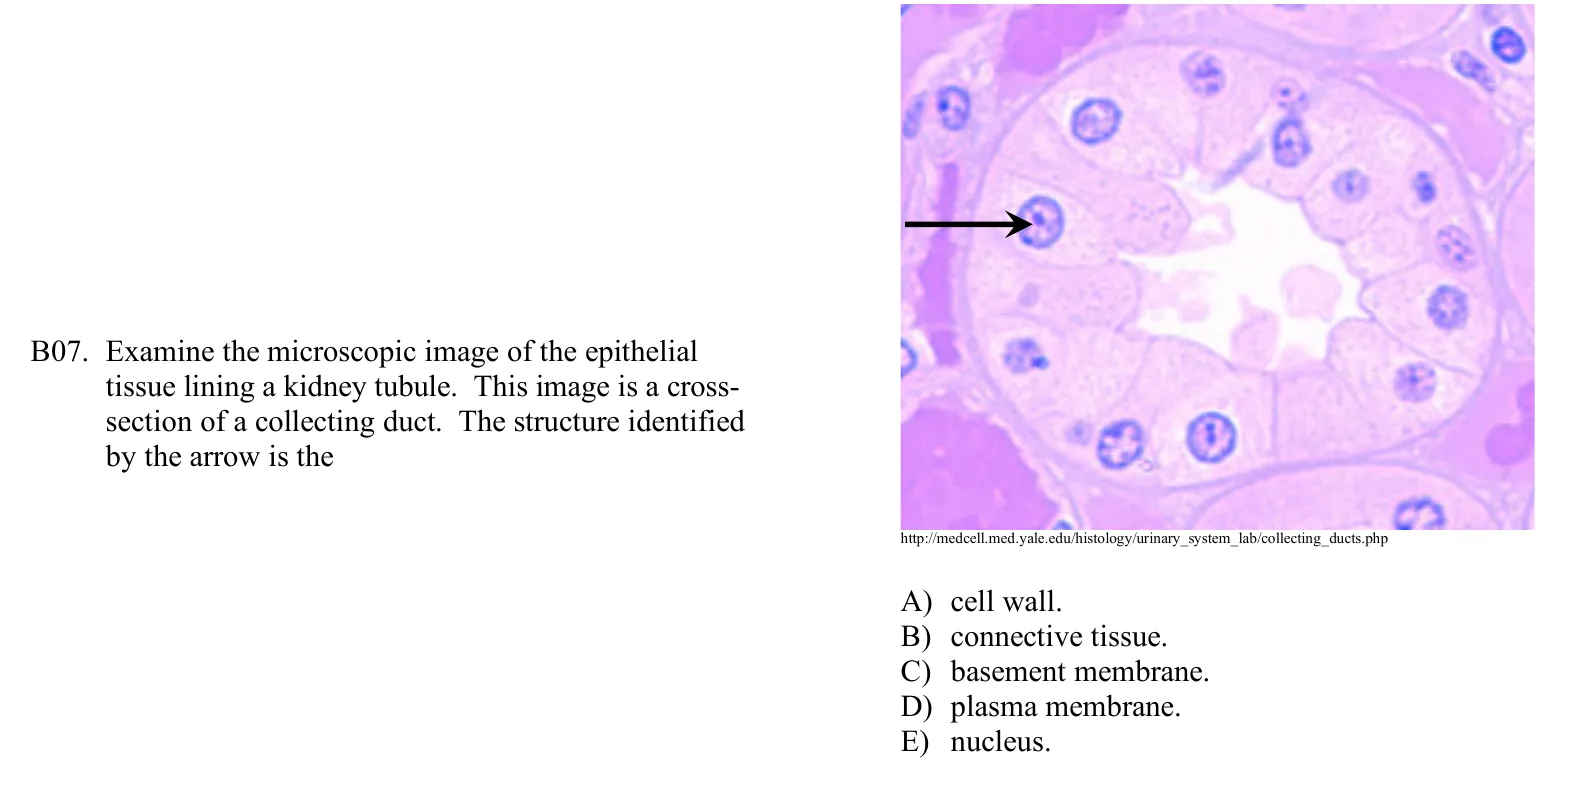 B07. Examine the microscopic image of the epithelial
tissue lining a kidney tubule. This image is a cross-
section of a collecting duct. The structure identified
by the arrow is the
http://medcell.med.yale.edu/histology/urinary_system_lab/collecting_ducts.php
A) cell wall.
B) connective tissue.
C) basement membrane.
D) plasma membrane.
E) nucleus.